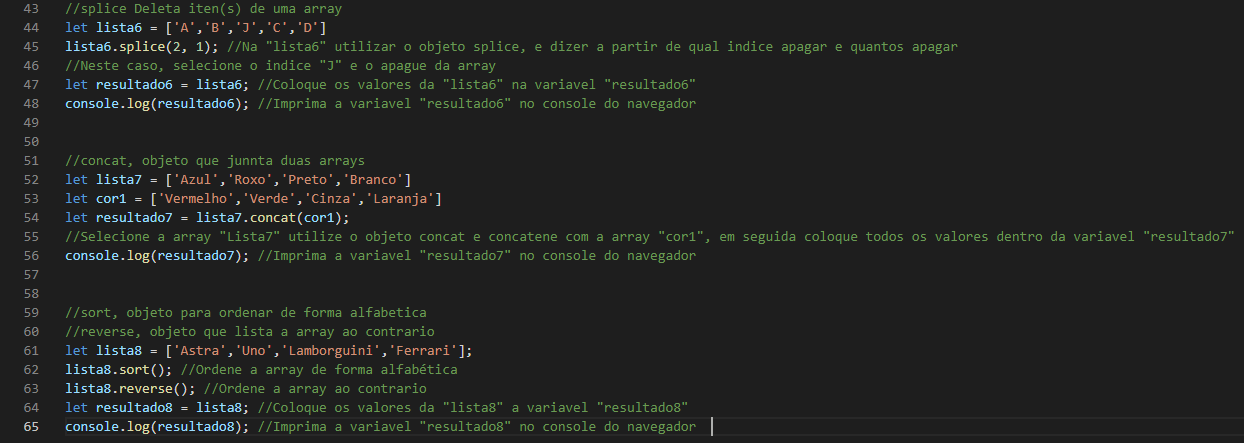 43 //splice Deleta iten(s) de uma array
44 let lista6 = ['A','B','J','C','D']
45 lista6.splice(2, 1); //Na "lista6" utilizar o objeto splice, e dizer a partir de qual indice apagar e quantos apagar
46 //Neste caso, selecione o indice "J" e o apague da array
47 let resultado6 = lista6; //Coloque os valores da "lista6" na variavel "resultado6"
48 console.log(resultado6); //Imprima a variavel "resultado6" no console do navegador
49
50
51 //concat, objeto que junnta duas arrays
52 let lista7 = ['Azul','Roxo','Preto','Branco']
53 let cor1 = ['Vermelho','Verde','Cinza','Laranja']
54 let resultado7 = lista7.concat(cor1);
55 //Selecione a array "Lista7" utilize o objeto concat e concatene com a array "cor1", em seguida coloque todos os valores dentro da variavel "resultado7"
56 console.log(resultado7); //Imprima a variavel "resultado7" no console do navegador
57
58
59 //sort, objeto para ordenar de forma alfabetica
60 //reverse, objeto que lista a array ao contrario
61 let lista8 = ['Astra','Uno','Lamborguini','Ferrari'];
62 lista8.sort(); //Ordene a array de forma alfabética
63 lista8.reverse(); //Ordene a array ao contrario
64 let resultado8 = lista8; //Coloque os valores da "lista8" a variavel "resultado8"
65 console.log(resultado8); //Imprima a variavel "resultado8" no console do navegador